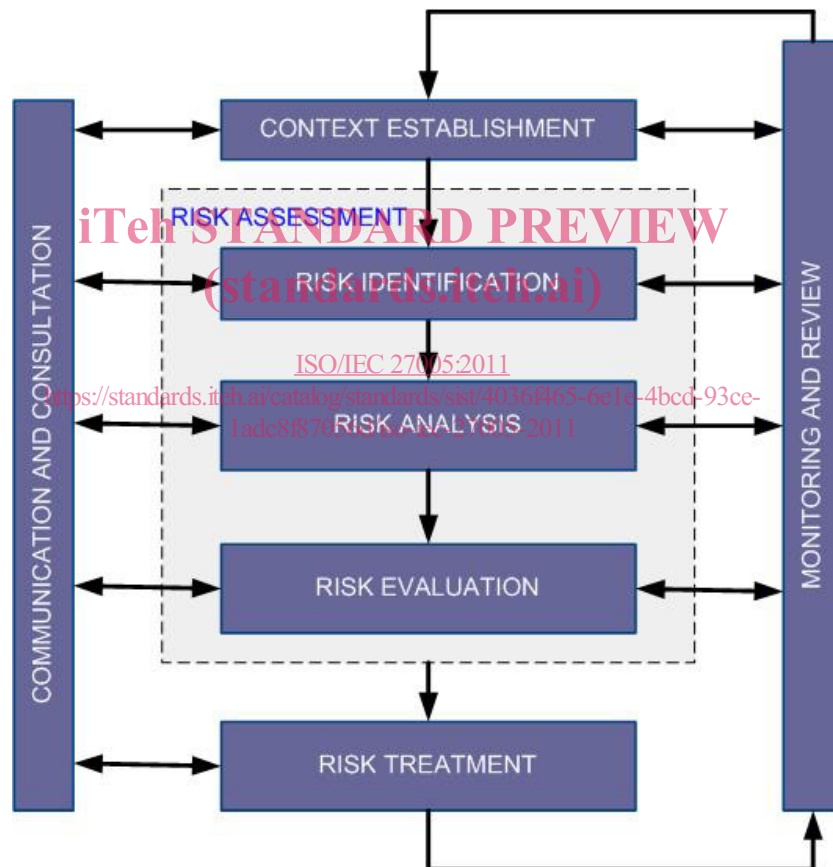 CONTEXT ESTABLISHMENT
RISK ASSESSMENT
iTeh STANDARD PREVIEW
RISK IDENTIFICATION
(standards.iteh.ai)
ISO/IEC 27005:2011
https://standards.iteh.ai/catalog/standards/sist/4036f465-6e1e-4bcd-93ce-
RISK ANALYSIS
RISK EVALUATION
RISK TREATMENT
COMMUNICATION AND CONSULTATION
MONITORING AND REVIEW